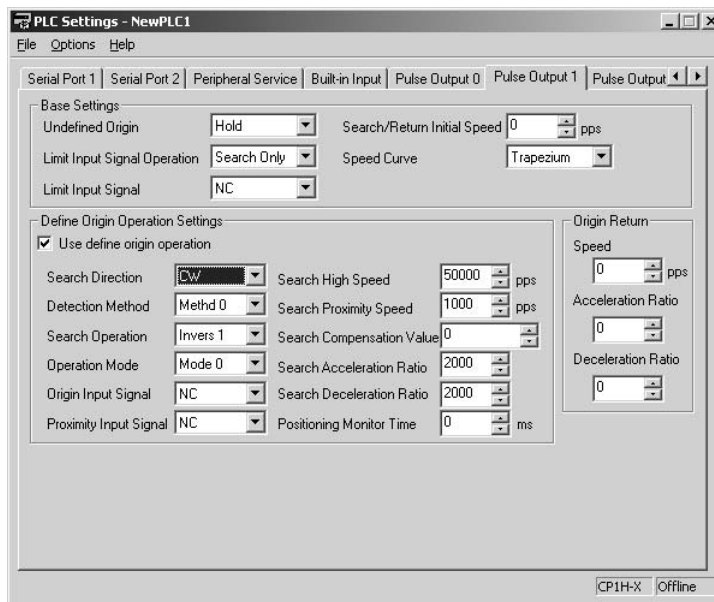 PLC Settings - NewPLC1
File Options Help
Serial Port 1 Serial Port 2 Peripheral Service Built-in Input Pulse Output 0 Pulse Output 1 Pulse Output
Base Settings
Undefined Origin Hold Search/Return Initial Speed 0 pps
Limit Input Signal Operation Search Only Speed Curve Trapezium
Limit Input Signal NC
Define Origin Operation Settings Origin Return
Use define origin operation Speed
0 pps
Search Direction CW Search High Speed 50000 pps
Detection Method Methd 0 Search Proximity Speed 1000 pps Acceleration Ratio
Search Operation Invers 1 Search Compensation Value 0 0
Operation Mode Mode 0 Search Acceleration Ratio 2000 Deceleration Ratio
Origin Input Signal NC Search Deceleration Ratio 2000 0
Proximity Input Signal NC Positioning Monitor Time 0 ms
CP1H-X Offline